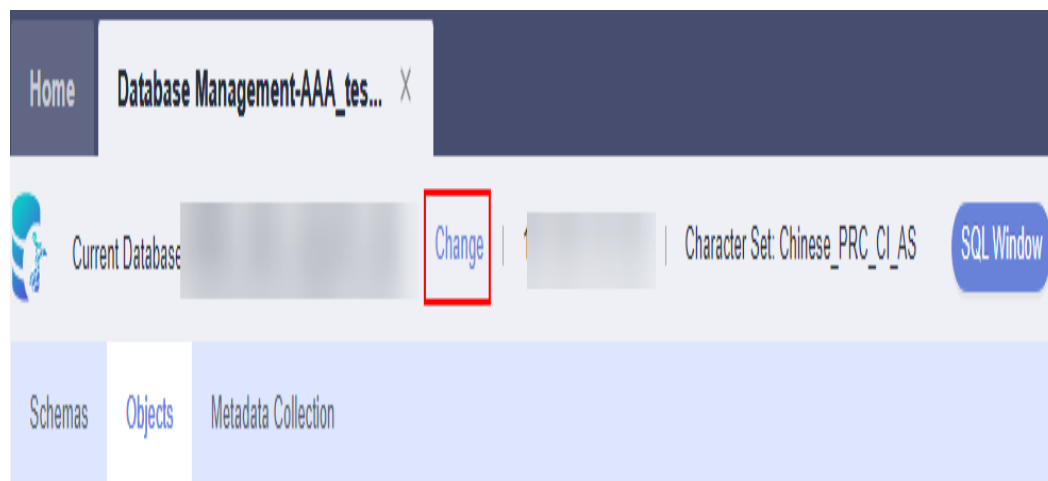 Home Database Management-AAA_tes... X
Current Database Change | | Character Set: Chinese_PRC_CI_AS SQL Window
Schemas Objects Metadata Collection